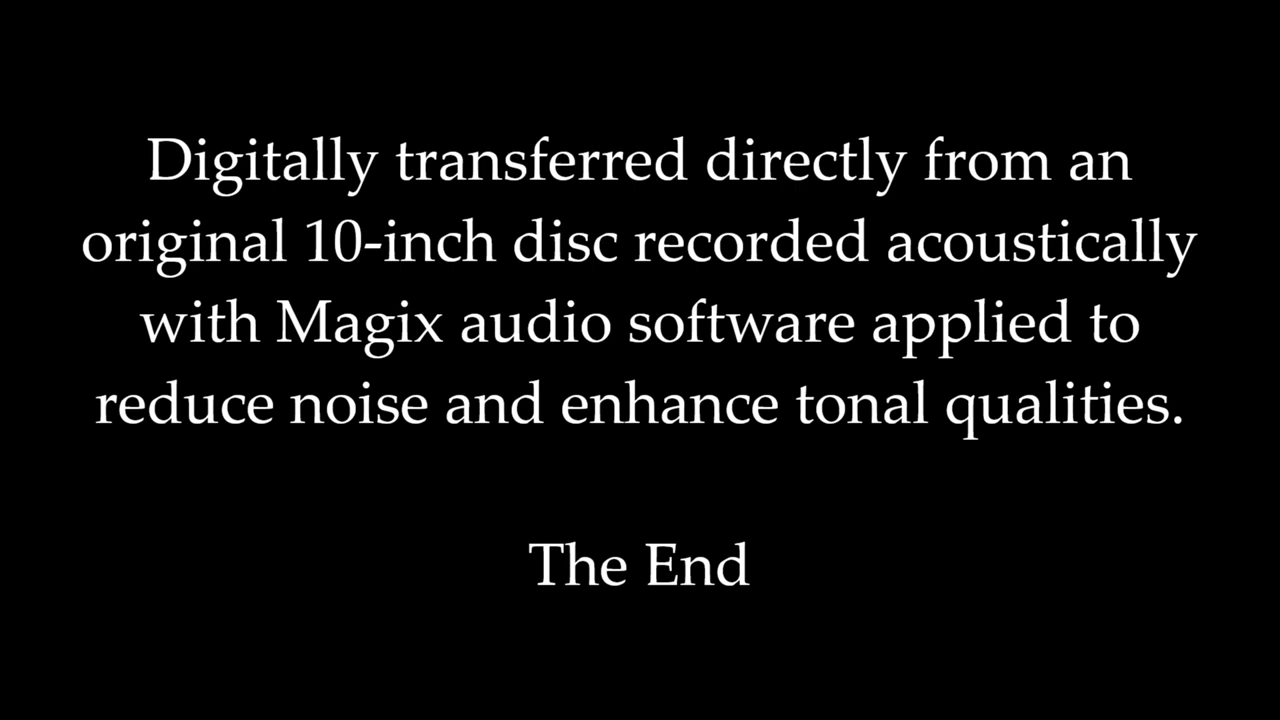 Digitally transferred directly from an
original 10-inch disc recorded acoustically
with Magix audio software applied to
reduce noise and enhance tonal qualities.
The End